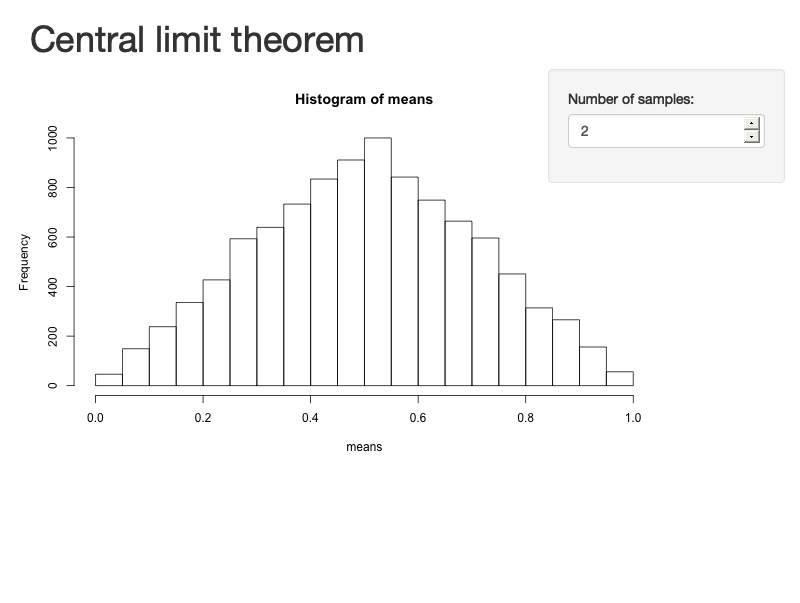 Central limit theorem
Histogram of means
Number of samples:
2
Frequency
1000
800
600
400
200
0
0.0 0.2 0.4 0.6 0.8 1.0
means